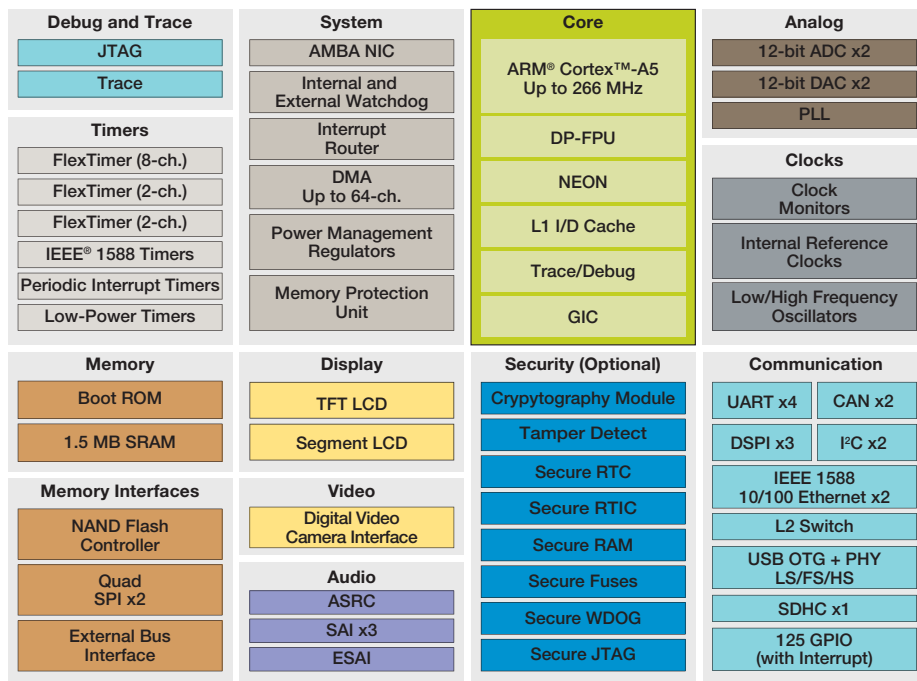 Debug and Trace
JTAG
Trace
Timers
FlexTimer (8-ch.)
FlexTimer (2-ch.)
FlexTimer (2-ch.)
IEEE® 1588 Timers
Periodic Interrupt Timers
Low-Power Timers
System
AMBA NIC
Internal and
External Watchdog
Interrupt
Router
DMA
Up to 64-ch.
Power Management
Regulators
Memory Protection
Unit
Core
ARM® Cortex™-A5
Up to 266 MHz
DP-FPU
NEON
L1 I/D Cache
Trace/Debug
GIC
Analog
12-bit ADC x2
12-bit DAC x2
PLL
Clocks
Clock
Monitors
Internal Reference
Clocks
Low/High Frequency
Oscillators
Memory
Boot ROM
1.5 MB SRAM
Memory Interfaces
NAND Flash
Controller
Quad
SPI x2
External Bus
Interface
Display
TFT LCD
Segment LCD
Video
Digital Video
Camera Interface
Audio
ASRC
SAI x3
ESAI
Security (Optional)
Crypytography Module
Tamper Detect
Secure RTC
Secure RTIC
Secure RAM
Secure Fuses
Secure WDOG
Secure JTAG
Communication
UART x4
CAN x2
DSPI x3
I²C x2
IEEE 1588
10/100 Ethernet x2
L2 Switch
USB OTG + PHY
LS/FS/HS
SDHC x1
125 GPIO
(with Interrupt)